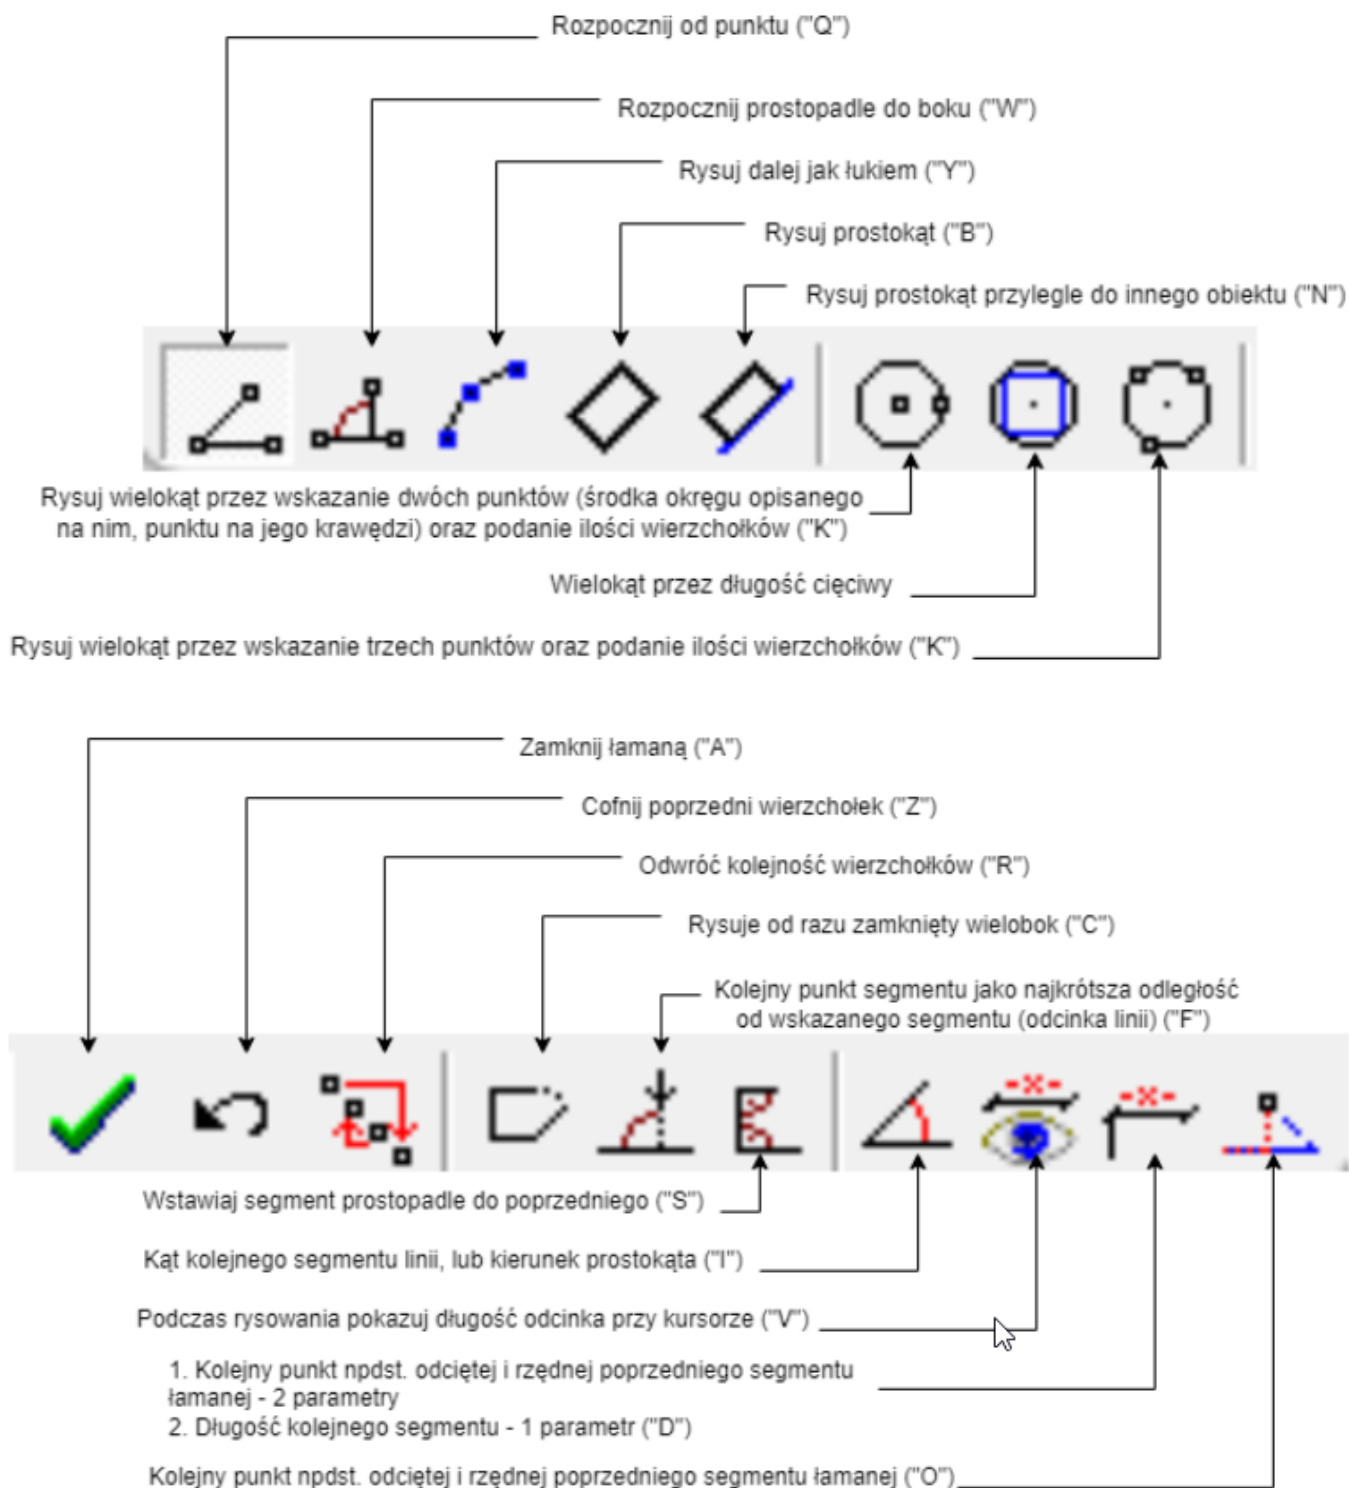 Rozpocznij od punktu ("Q")
Rozpocznij prostopadle do boku ("W")
Rysuj dalej jak łukiem ("Y")
Rysuj prostokąt ("B")
Rysuj prostokąt przylegle do innego obiektu ("N")
Rysuj wielokąt przez wskazanie dwóch punktów (środka okręgu opisanego
na nim, punktu na jego krawędzi) oraz podanie ilości wierzchołków ("K")
Wielokąt przez długość cięciwy
Rysuj wielokąt przez wskazanie trzech punktów oraz podanie ilości wierzchołków ("K")
Zamknij łamaną ("A")
Cofnij poprzedni wierzchołek ("Z")
Odwróć kolejność wierzchołków ("R")
Rysuje od razu zamknięty wielobok ("C")
Kolejny punkt segmentu jako najkrótsza odległość
od wskazanego segmentu (odcinka linii) ("F")
Wstawiaj segment prostopadle do poprzedniego ("S")
Kąt kolejnego segmentu linii, lub kierunek prostokąta ("I")
Podczas rysowania pokazuj długość odcinka przy kursorze ("V")
1. Kolejny punkt npdst. odciętej i rzędnej poprzedniego segmentu
łamanej - 2 parametry
2. Długość kolejnego segmentu - 1 parametr ("D")
Kolejny punkt npdst. odciętej i rzędnej poprzedniego segmentu łamanej ("O")